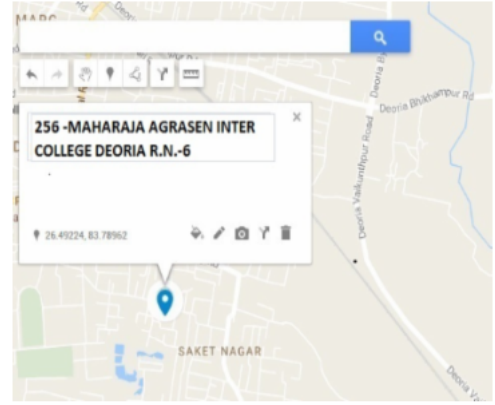 MARG
Deoria Bhikhampur Rd
256 -MAHARAJA AGRASEN INTER
COLLEGE DEORIA R.N.-6
Deoria Vaikunthpur Road
26.49224, 83.78962
SAKET NAGAR